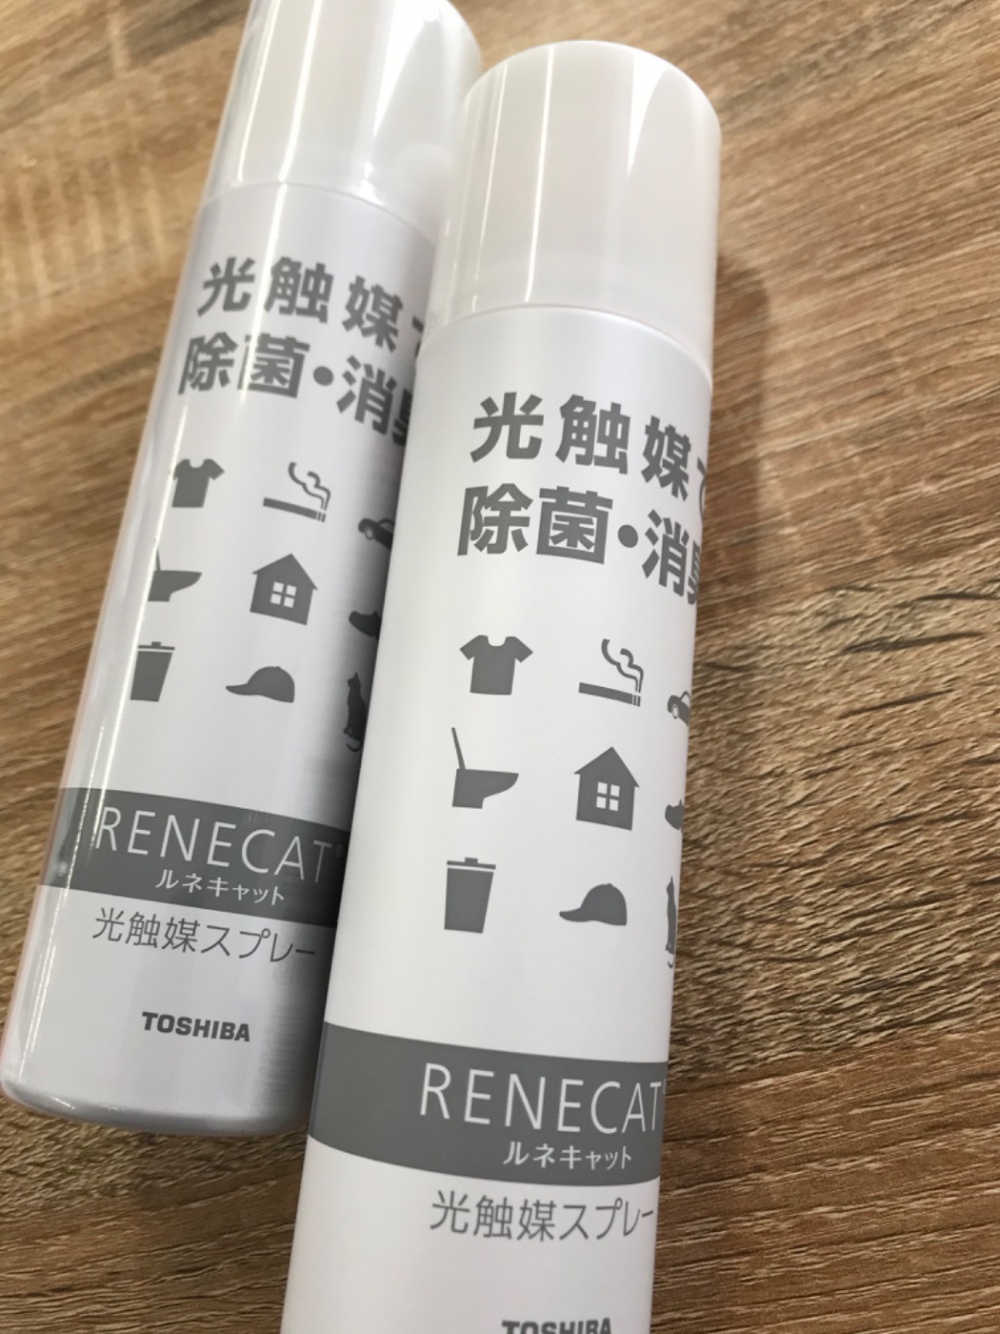 光触媒で
除菌・消臭
RENECAT
ルネキャット
光触媒スプレー
TOSHIBA
光触媒で
除菌・消臭
RENECAT
ルネキャット
光触媒スプレー
TOSHIBA